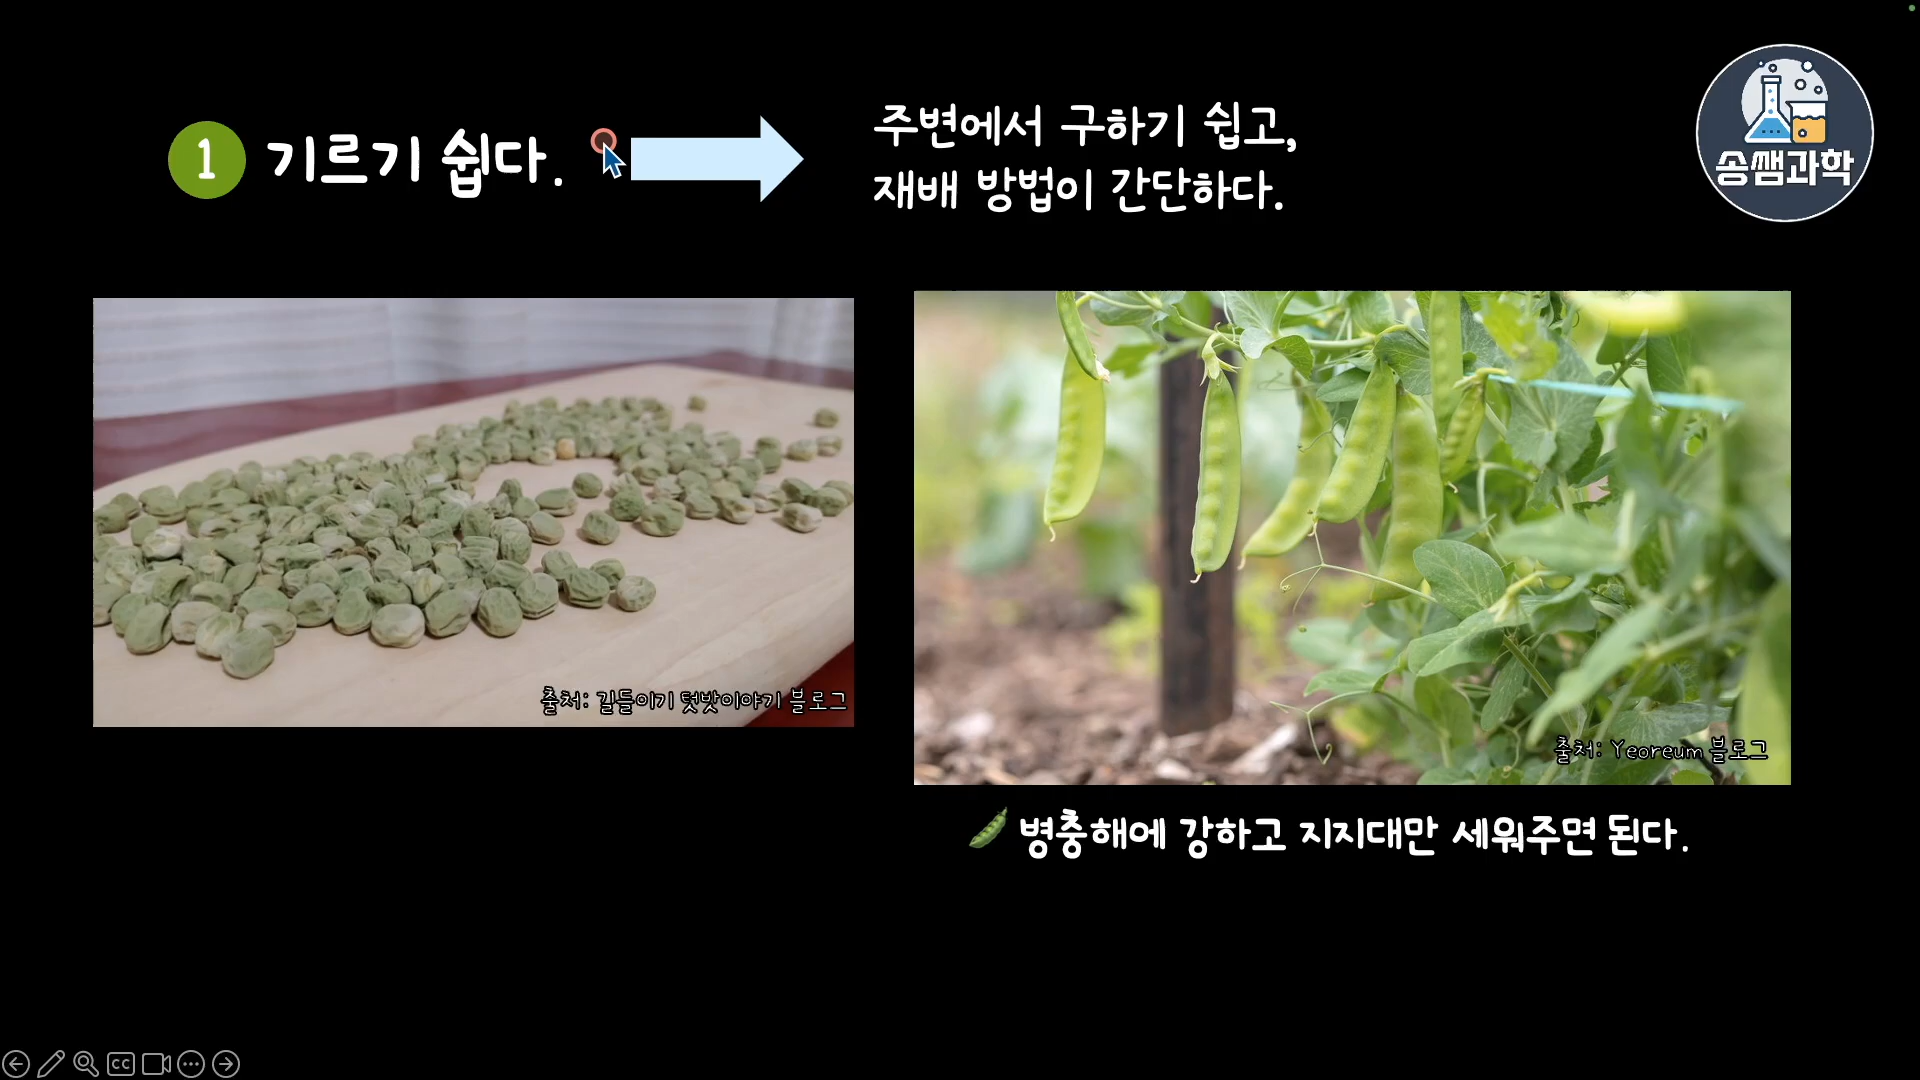 1 기르기 쉽다.
주변에서 구하기 쉽고,
재배 방법이 간단하다.
송쌤과학
출처: 길들이기 텃밭이야기 블로그
출처: Yeoreum 블로그
병충해에 강하고 지지대만 세워주면 된다.
CC